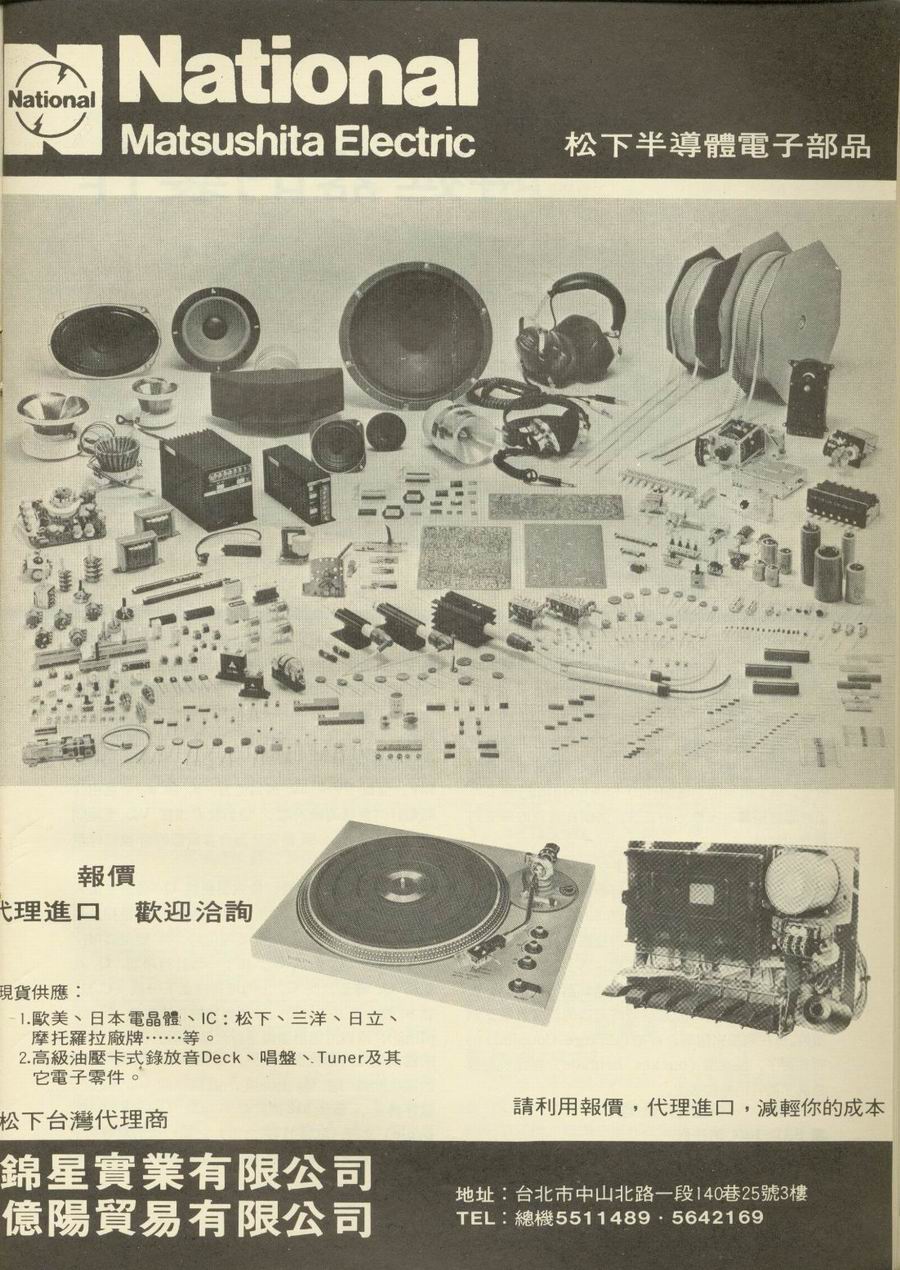 National
National
Matsushita Electric
松下半導體電子部品
報價
代理進口 歡迎洽詢
現貨供應：
1.歐美、日本電晶體、IC：松下、三洋、日立、
摩托羅拉廠牌……等。
2.高級油壓卡式錄放音Deck、唱盤、Tuner及其
它電子零件。
松下台灣代理商
請利用報價，代理進口，減輕你的成本
錦星實業有限公司
億陽貿易有限公司
地址：台北市中山北路一段140巷25號3樓
TEL：總機5511489·5642169